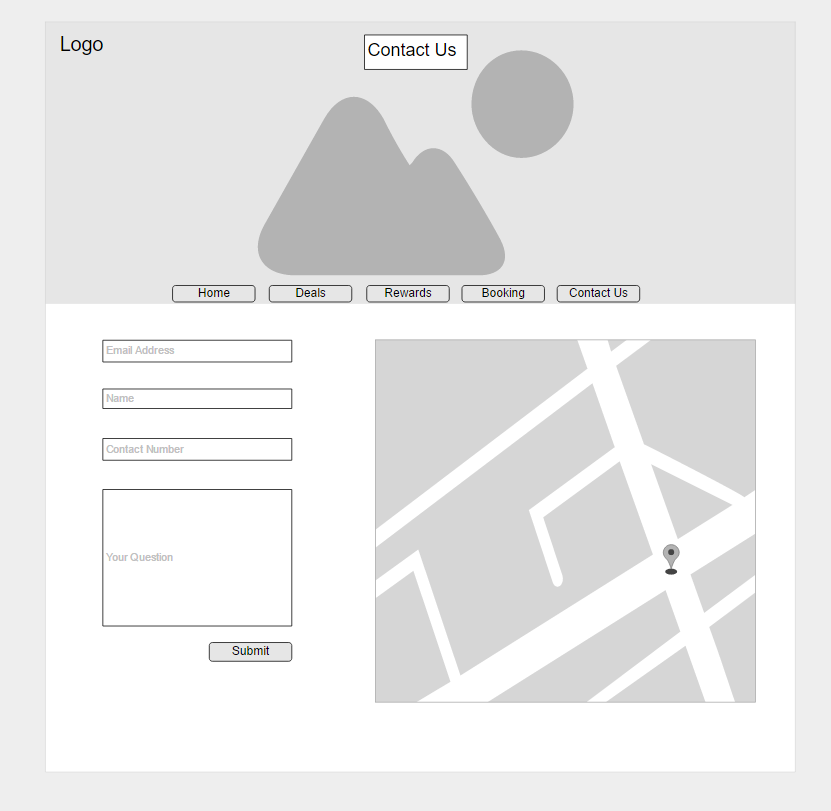 Logo
Contact Us
Home
Deals
Rewards
Booking
Contact Us
Email Address
Name
Contact Number
Your Question
Submit